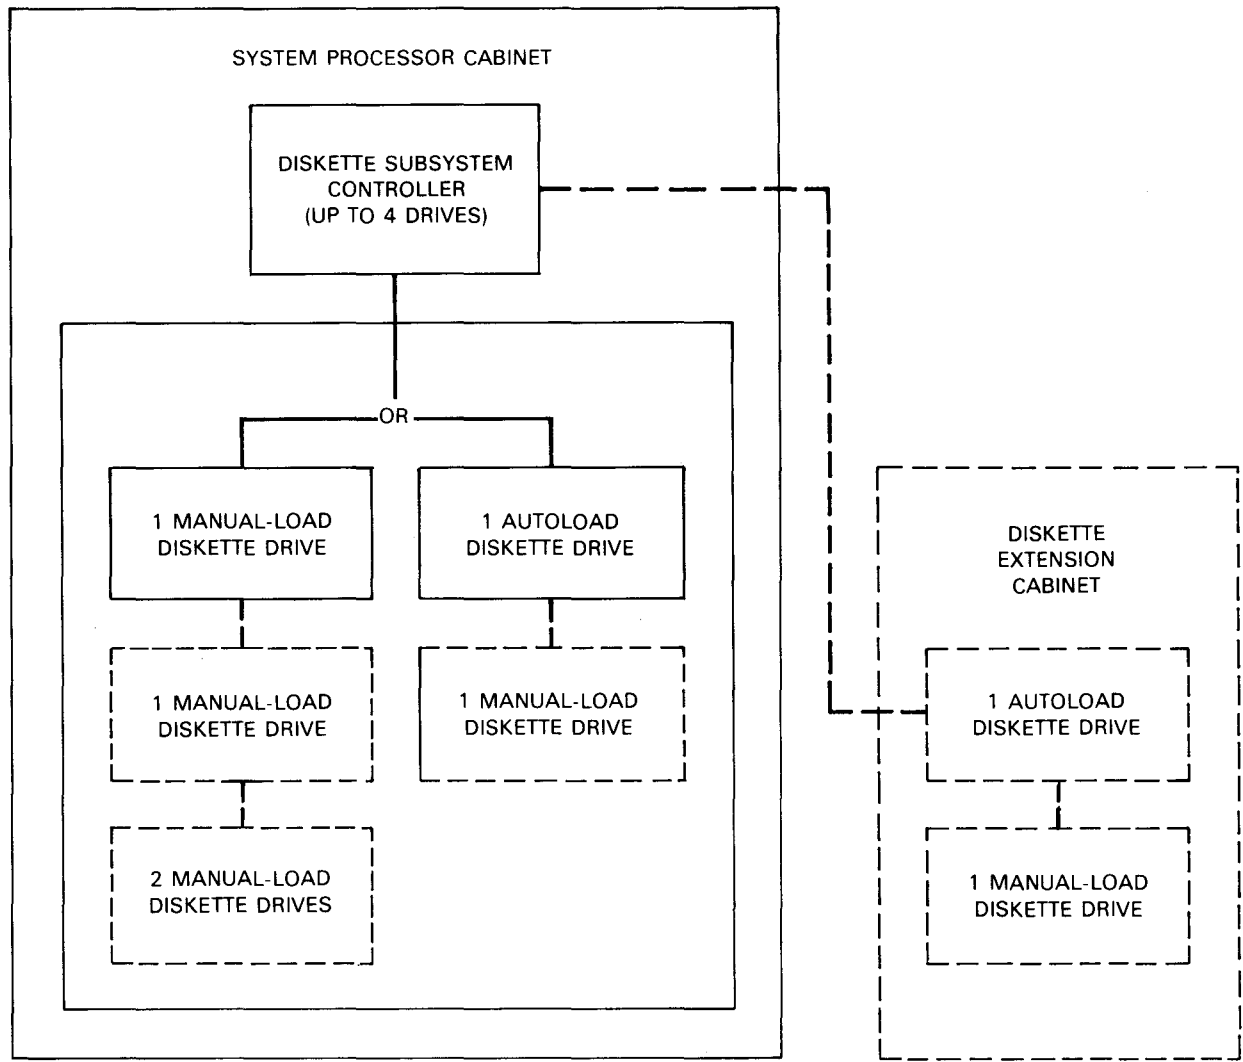 SYSTEM PROCESSOR CABINET
DISKETTE SUBSYSTEM
CONTROLLER
(UP TO 4 DRIVES)
OR
1 MANUAL-LOAD
DISKETTE DRIVE
1 AUTOLOAD
DISKETTE DRIVE
1 MANUAL-LOAD
DISKETTE DRIVE
1 MANUAL-LOAD
DISKETTE DRIVE
2 MANUAL-LOAD
DISKETTE DRIVES
DISKETTE
EXTENSION
CABINET
1 AUTOLOAD
DISKETTE DRIVE
1 MANUAL-LOAD
DISKETTE DRIVE